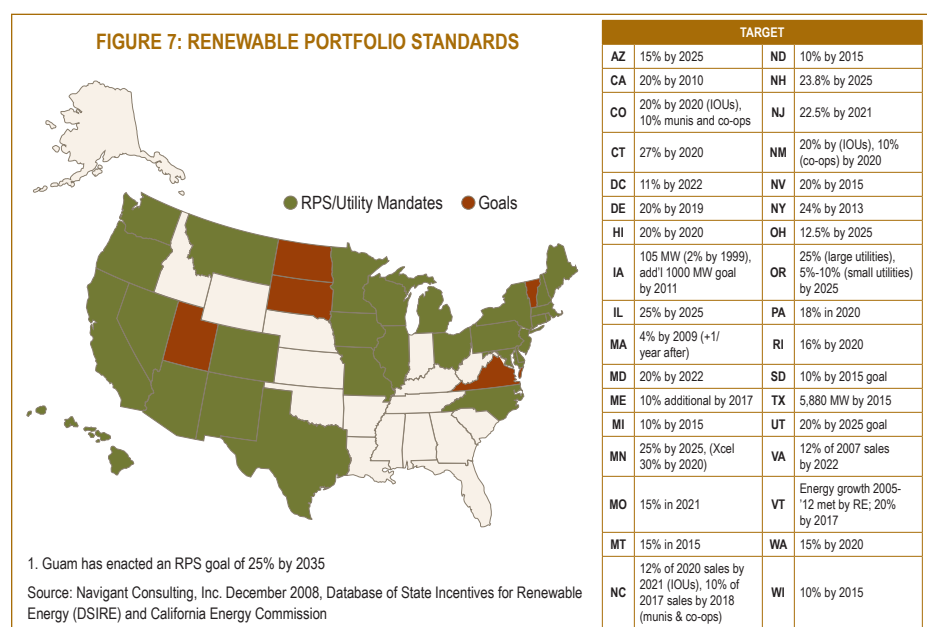 FIGURE 7: RENEWABLE PORTFOLIO STANDARDS
RPS/Utility Mandates
Goals
1. Guam has enacted an RPS goal of 25% by 2035
Source: Navigant Consulting, Inc. December 2008, Database of State Incentives for Renewable
Energy (DSIRE) and California Energy Commission
TARGET
AZ 15% by 2025 ND 10% by 2015
CA 20% by 2010 NH 23.8% by 2025
CO 20% by 2020 (IOUs),
10% munis and co-ops
NJ 22.5% by 2021
CT 27% by 2020
NM 20% by (IOUs), 10%
(co-ops) by 2020
DC 11% by 2022 NV 20% by 2015
DE 20% by 2019 NY 24% by 2013
HI 20% by 2020 OH 12.5% by 2025
IA 105 MW (2% by 1999),
add'l 1000 MW goal
by 2011
OR 25% (large utilities),
5%-10% (small utilities)
by 2025
IL 25% by 2025 PA 18% in 2020
MA 4% by 2009 (+1/
year after)
RI 16% by 2020
MD 20% by 2022 SD 10% by 2015 goal
ME 10% additional by 2017 TX 5,880 MW by 2015
MI 10% by 2015 UT 20% by 2025 goal
MN 25% by 2025, (Xcel
30% by 2020)
VA 12% of 2007 sales
by 2022
MO 15% in 2021
VT Energy growth 2005-
'12 met by RE; 20%
by 2017
MT 15% in 2015 WA 15% by 2020
NC 12% of 2020 sales by
2021 (IOUs), 10% of
2017 sales by 2018
(munis & co-ops)
WI 10% by 2015